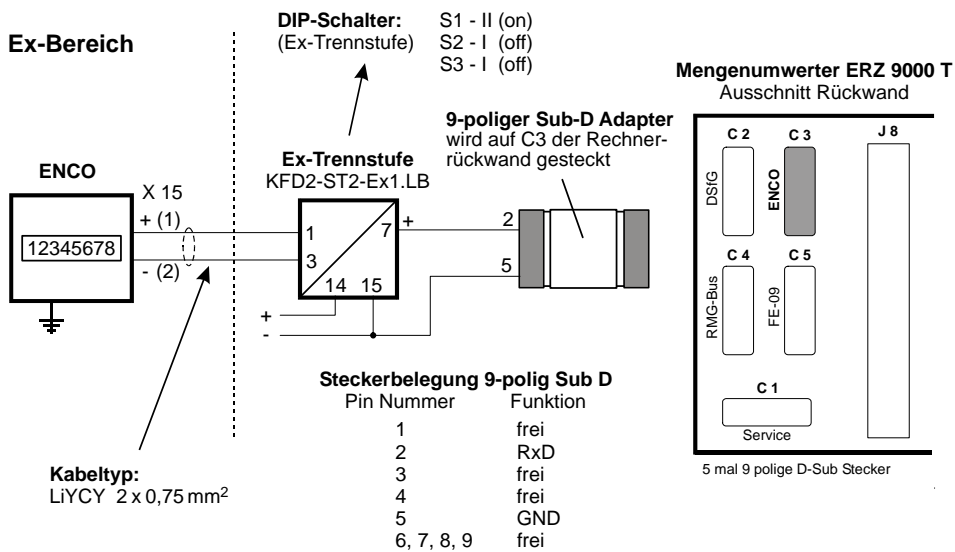 Ex-Bereich
DIP-Schalter:
(Ex-Trennstufe)
S1 - II (on)
S2 - I (off)
S3 - I (off)
Mengenumwerter ERZ 9000 T
Ausschnitt Rückwand
9-poliger Sub-D Adapter
wird auf C3 der Rechner-
rückwand gesteckt
Ex-Trennstufe
KFD2-ST2-Ex1.LB
ENCO
X 15
+ (1)
- (2)
12345678
1
3
7
14 15
+
+
-
2
5
C 2
C 3
J 8
DSfG
ENCO
C 4
C 5
RMG-Bus
FE-09
C 1
Service
5 mal 9 polige D-Sub Stecker
Steckerbelegung 9-polig Sub D
Pin Nummer Funktion
1 frei
2 RxD
3 frei
4 frei
5 GND
6, 7, 8, 9 frei
Kabeltyp:
LiYCY 2 x 0,75 mm²